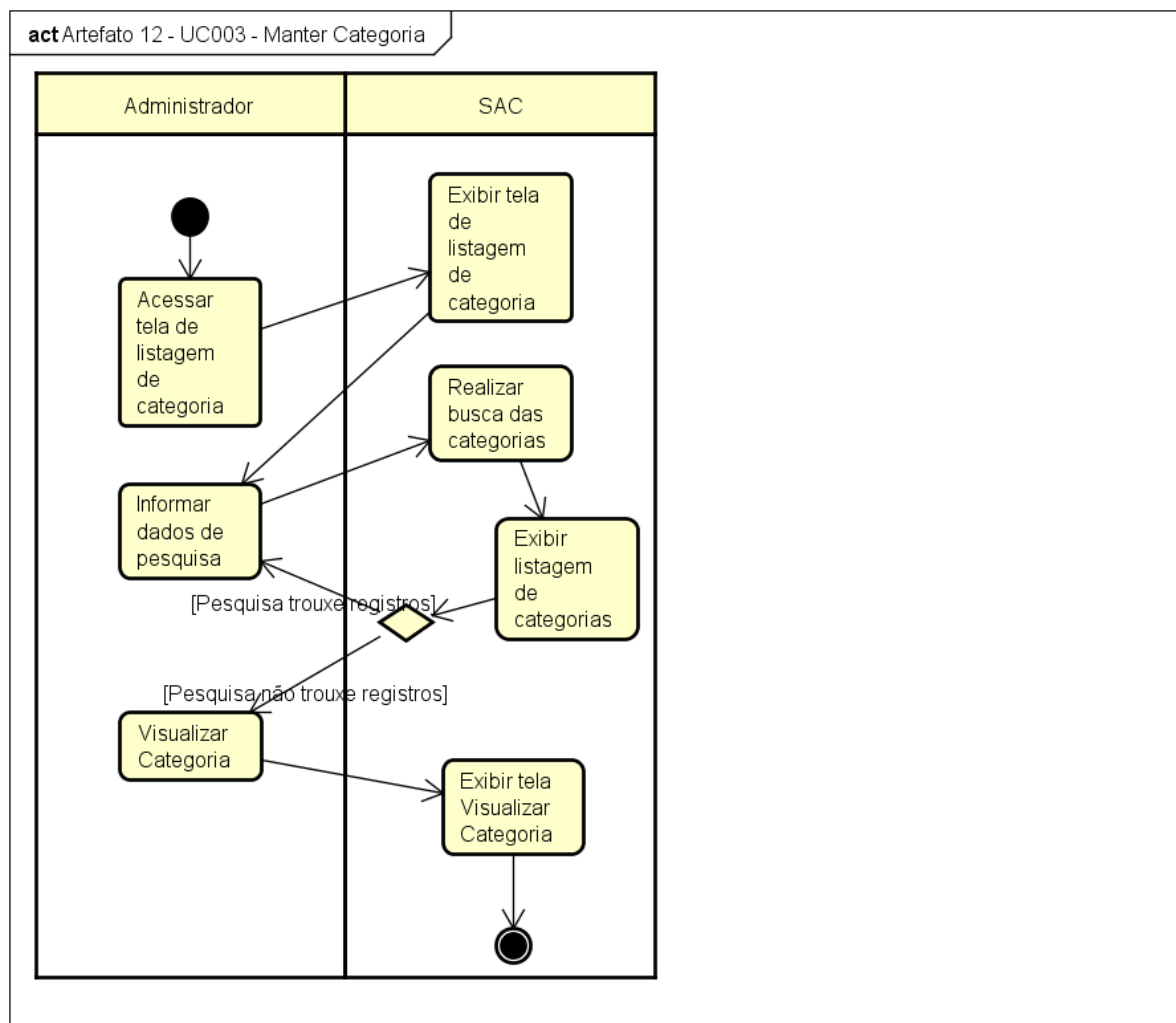 act Artefato 12 - UC003 - Manter Categoria
Administrador
SAC
Exibir tela
de
listagem
de
categoria
Acessar
tela de
listagem
de
categoria
Realizar
busca das
categorias
Informar
dados de
pesquisa
Exibir
listagem
de
categorias
[Pesquisa trouxe registros]
[Pesquisa não trouxe registros]
Visualizar
Categoria
Exibir tela
Visualizar
Categoria